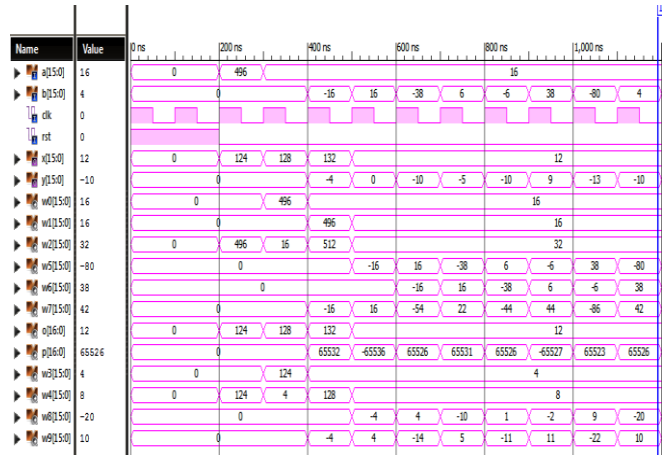 Name Value 0 ns 200 ns 400 ns 600 ns 800 ns 1,000 ns
a[15:0] 16 0 496 16
b[15:0] 4 0 -16 16 -38 6 -6 38 -80 4
clk 0
rst 0
x[15:0] 12 0 124 128 132 12
y[15:0] -10 0 -4 0 -10 -5 -10 9 -13 -10
w0[15:0] 16 0 496 16
w1[15:0] 16 0 496 16
w2[15:0] 32 0 496 16 512 32
w5[15:0] -80 0 -16 16 -38 6 -6 38 -80
w6[15:0] 38 0 -16 16 -38 6 -6 38
w7[15:0] 42 0 -16 16 -54 22 -44 44 -86 42
o[16:0] 12 0 124 128 132 12
p[16:0] 65526 0 65532 -65536 65526 65531 65526 -65527 65523 65526
w3[15:0] 4 0 124 4
w4[15:0] 8 0 124 4 128 8
w8[15:0] -20 0 -4 4 -10 1 -2 9 -20
w9[15:0] 10 0 -4 4 -14 5 -11 11 -22 10